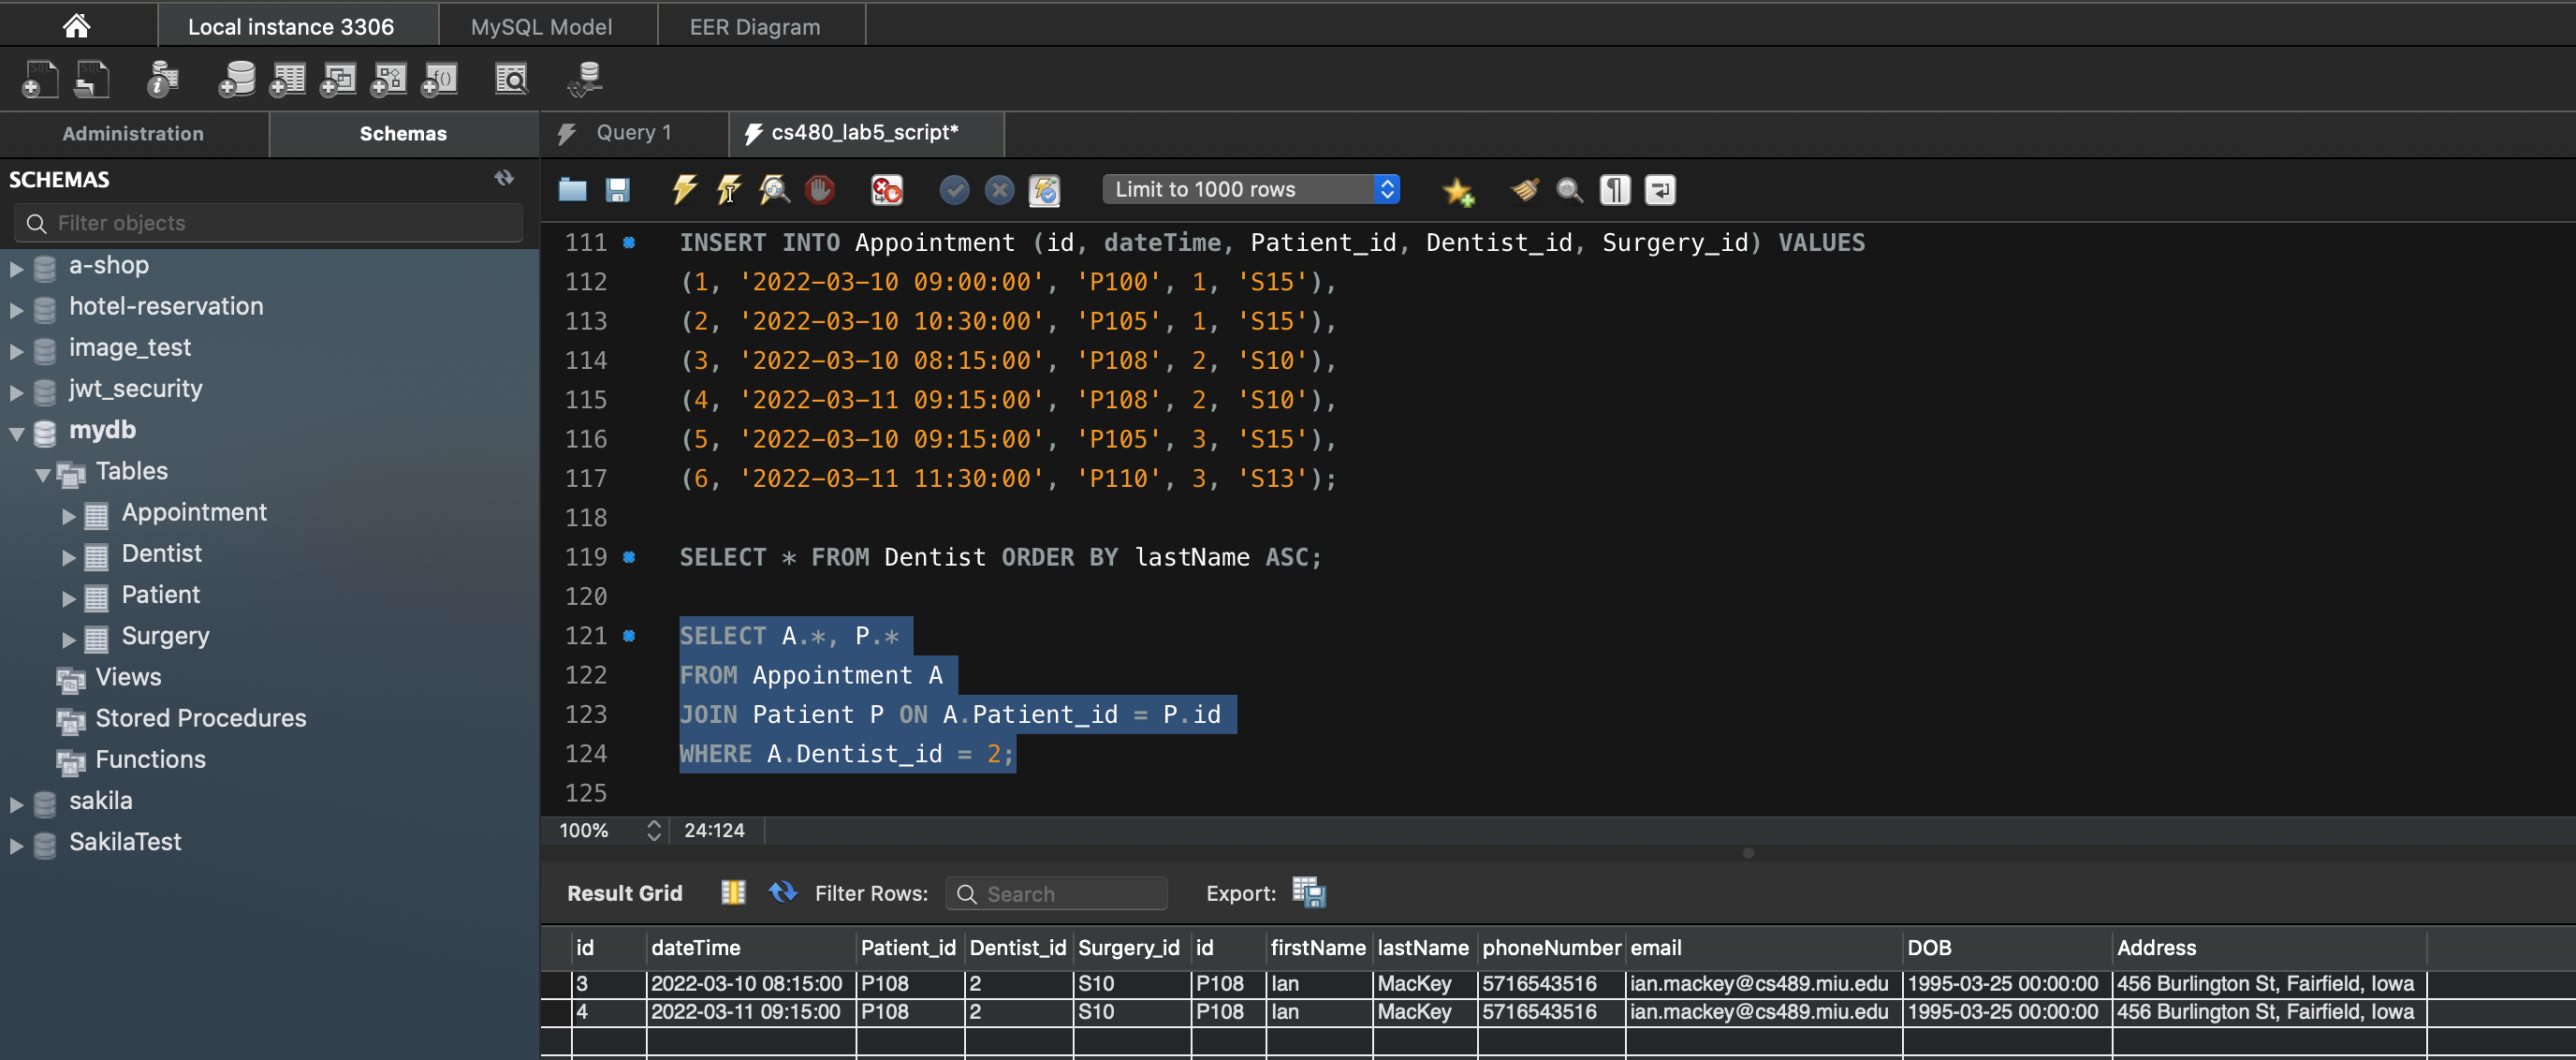 Local instance 3306 MySQL Model EER Diagram
Administration Schemas
Query 1 cs480_lab5_script*
SCHEMAS
Filter objects
Limit to 1000 rows
a-shop
hotel-reservation
image_test
jwt_security
mydb
Tables
Appointment
Dentist
Patient
Surgery
Views
Stored Procedures
Functions
sakila
SakilaTest
111 INSERT INTO Appointment (id, dateTime, Patient_id, Dentist_id, Surgery_id) VALUES
112 (1, '2022-03-10 09:00:00', 'P100', 1, 'S15'),
113 (2, '2022-03-10 10:30:00', 'P105', 1, 'S15'),
114 (3, '2022-03-10 08:15:00', 'P108', 2, 'S10'),
115 (4, '2022-03-11 09:15:00', 'P108', 2, 'S10'),
116 (5, '2022-03-10 09:15:00', 'P105', 3, 'S15'),
117 (6, '2022-03-11 11:30:00', 'P110', 3, 'S13');
118
119 SELECT * FROM Dentist ORDER BY lastName ASC;
120
121 SELECT A.*, P.*
122 FROM Appointment A
123 JOIN Patient P ON A.Patient_id = P.id
124 WHERE A.Dentist_id = 2;
125
100% 24:124
Result Grid Filter Rows: Search Export:
id dateTime Patient_id Dentist_id Surgery_id id firstName lastName phoneNumber email DOB Address
3 2022-03-10 08:15:00 P108 2 S10 P108 Ian MacKey 5716543516 ian.mackey@cs489.miu.edu 1995-03-25 00:00:00 456 Burlington St, Fairfield, Iowa
4 2022-03-11 09:15:00 P108 2 S10 P108 Ian MacKey 5716543516 ian.mackey@cs489.miu.edu 1995-03-25 00:00:00 456 Burlington St, Fairfield, Iowa